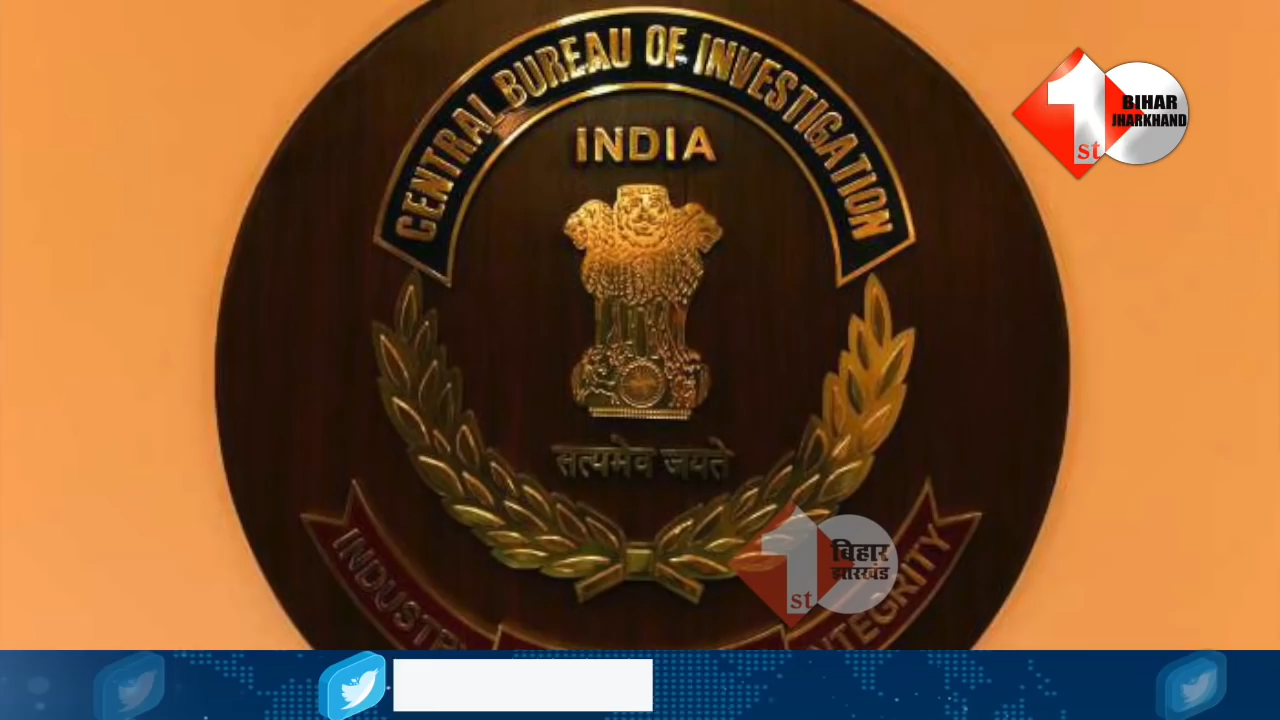 CENTRAL BUREAU OF INVESTIGATION
INDIA
सत्यमेव जयते
INDUSTRY
INTEGRITY
1st
BIHAR
JHARKHAND
1st
बिहार
झारखंड